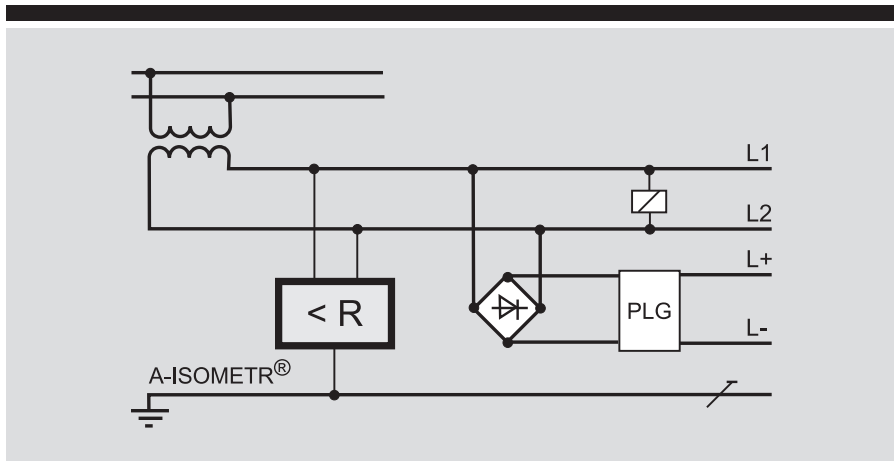 L1
L2
L+
< R
PLG
L-
A-ISOMETR®